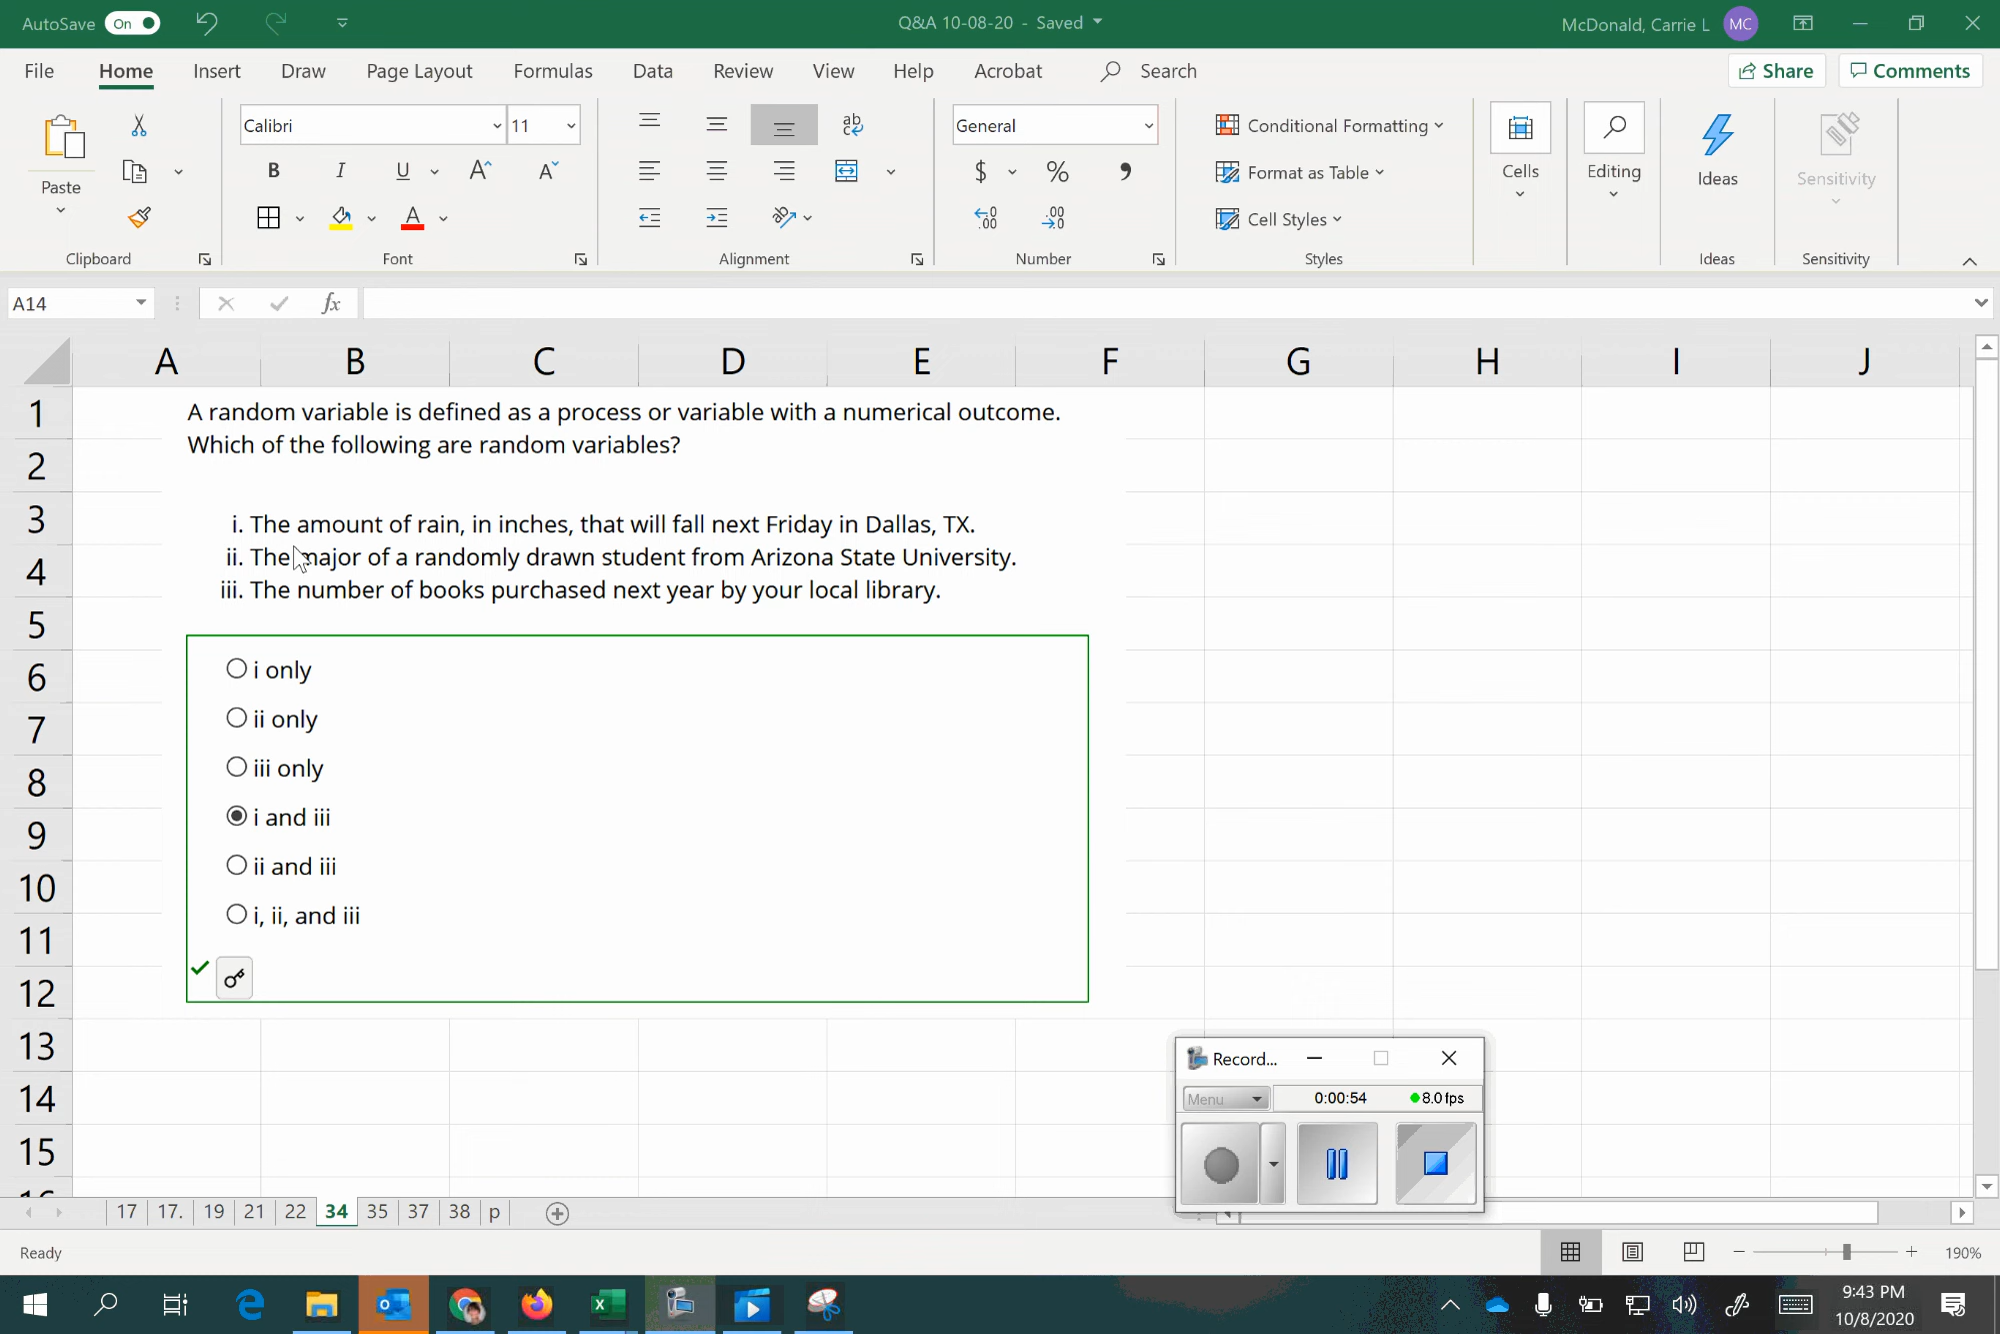 AutoSave On
Q&A 10-08-20 - Saved
McDonald, Carrie L MC
File Home Insert Draw Page Layout Formulas Data Review View Help Acrobat Search Share Comments
Paste
Calibri 11
B I U A A
A
ab
General
$ % 9
Conditional Formatting
Format as Table
Cell Styles
Cells
Editing
Ideas
Sensitivity
Clipboard Font Alignment Number Styles Ideas Sensitivity
A14 fx
A B C D E F G H I J
1
2
3
4
5
6
7
8
9
10
11
12
13
14
15
16
A random variable is defined as a process or variable with a numerical outcome.
Which of the following are random variables?
i. The amount of rain, in inches, that will fall next Friday in Dallas, TX.
ii. The major of a randomly drawn student from Arizona State University.
iii. The number of books purchased next year by your local library.
i only
ii only
iii only
i and iii
ii and iii
i, ii, and iii
Record...
Menu 0:00:54 8.0 fps
17 17. 19 21 22 34 35 37 38 p
Ready
190%
9:43 PM
10/8/2020